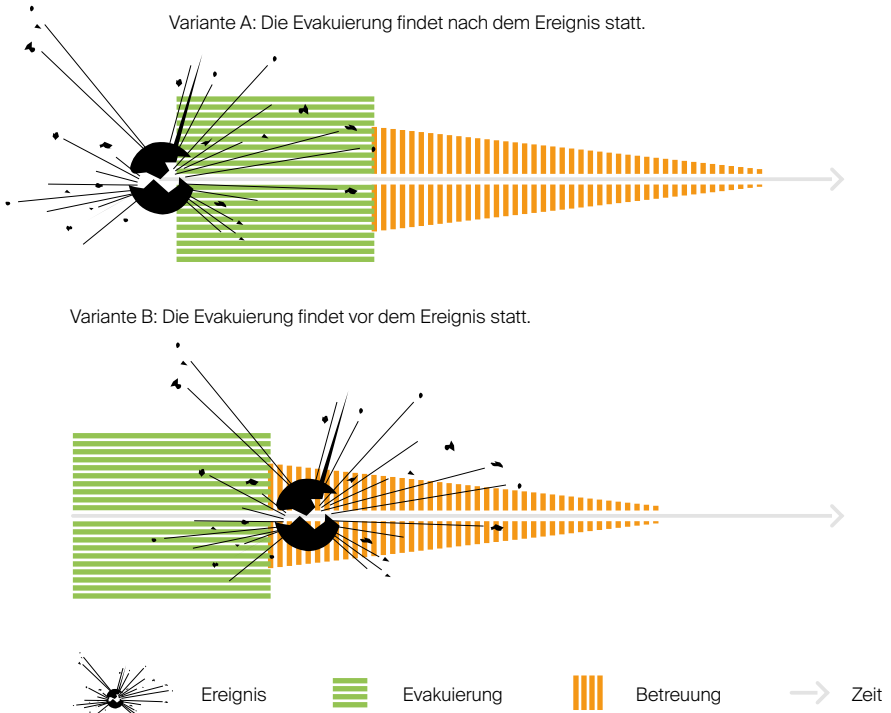 Variante A: Die Evakuierung findet nach dem Ereignis statt.
Variante B: Die Evakuierung findet vor dem Ereignis statt.
Ereignis
Evakuierung
Betreuung
Zeit